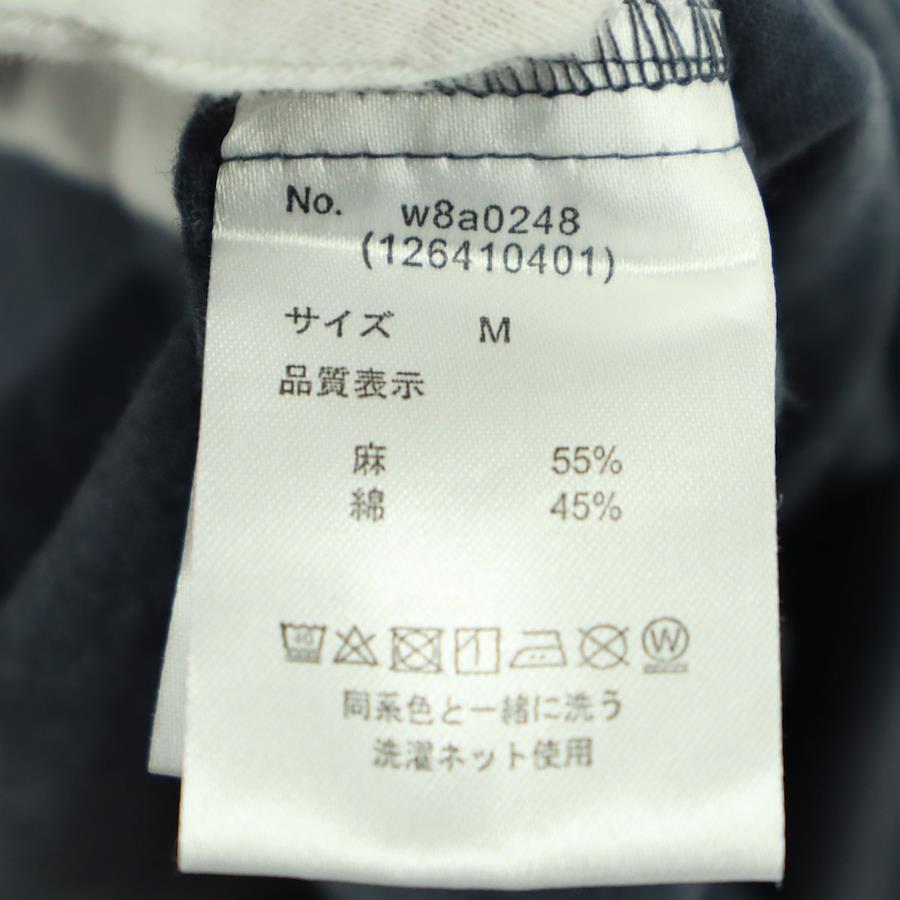 No. w8a0248
(126410401)
サイズ M
品質表示
麻 55%
綿 45%
40 W
同系色と一緒に洗う
洗濯ネット使用